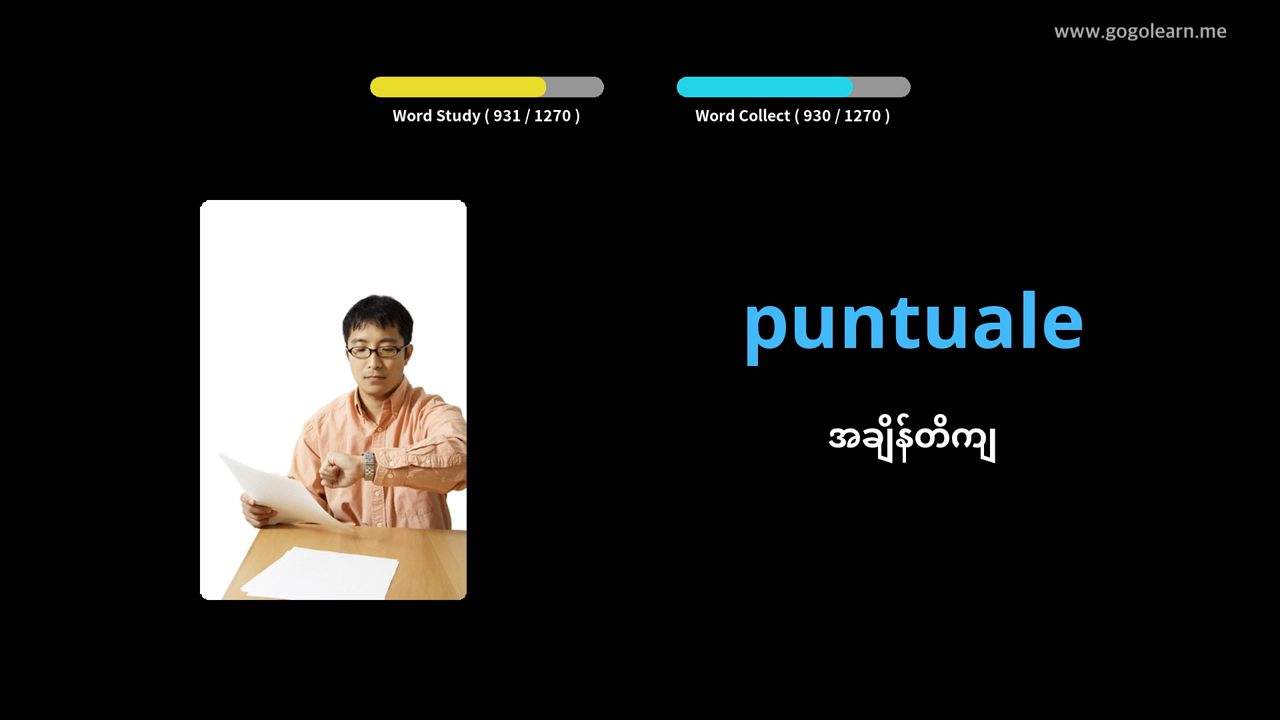 www.gogolearn.me
Word Study ( 931 / 1270 )
Word Collect ( 930 / 1270 )
puntuale
အချိန်တိကျ